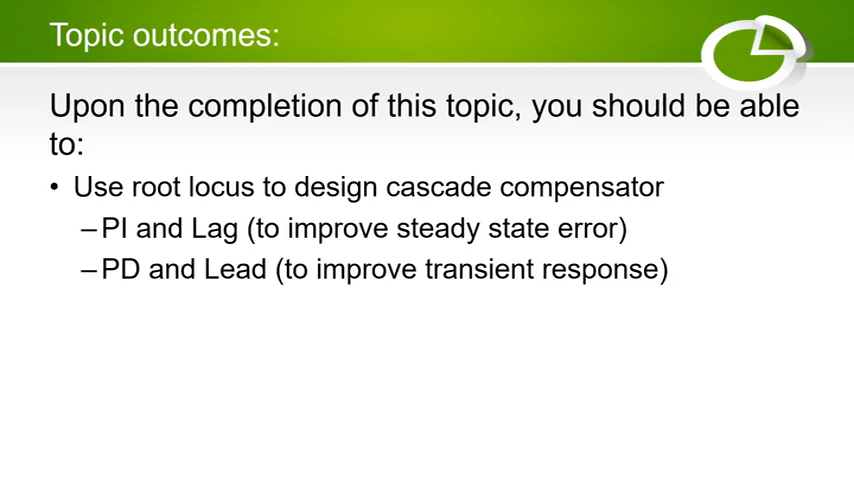 Topic outcomes:
Upon the completion of this topic, you should be able
to:
• Use root locus to design cascade compensator
–PI and Lag (to improve steady state error)
–PD and Lead (to improve transient response)